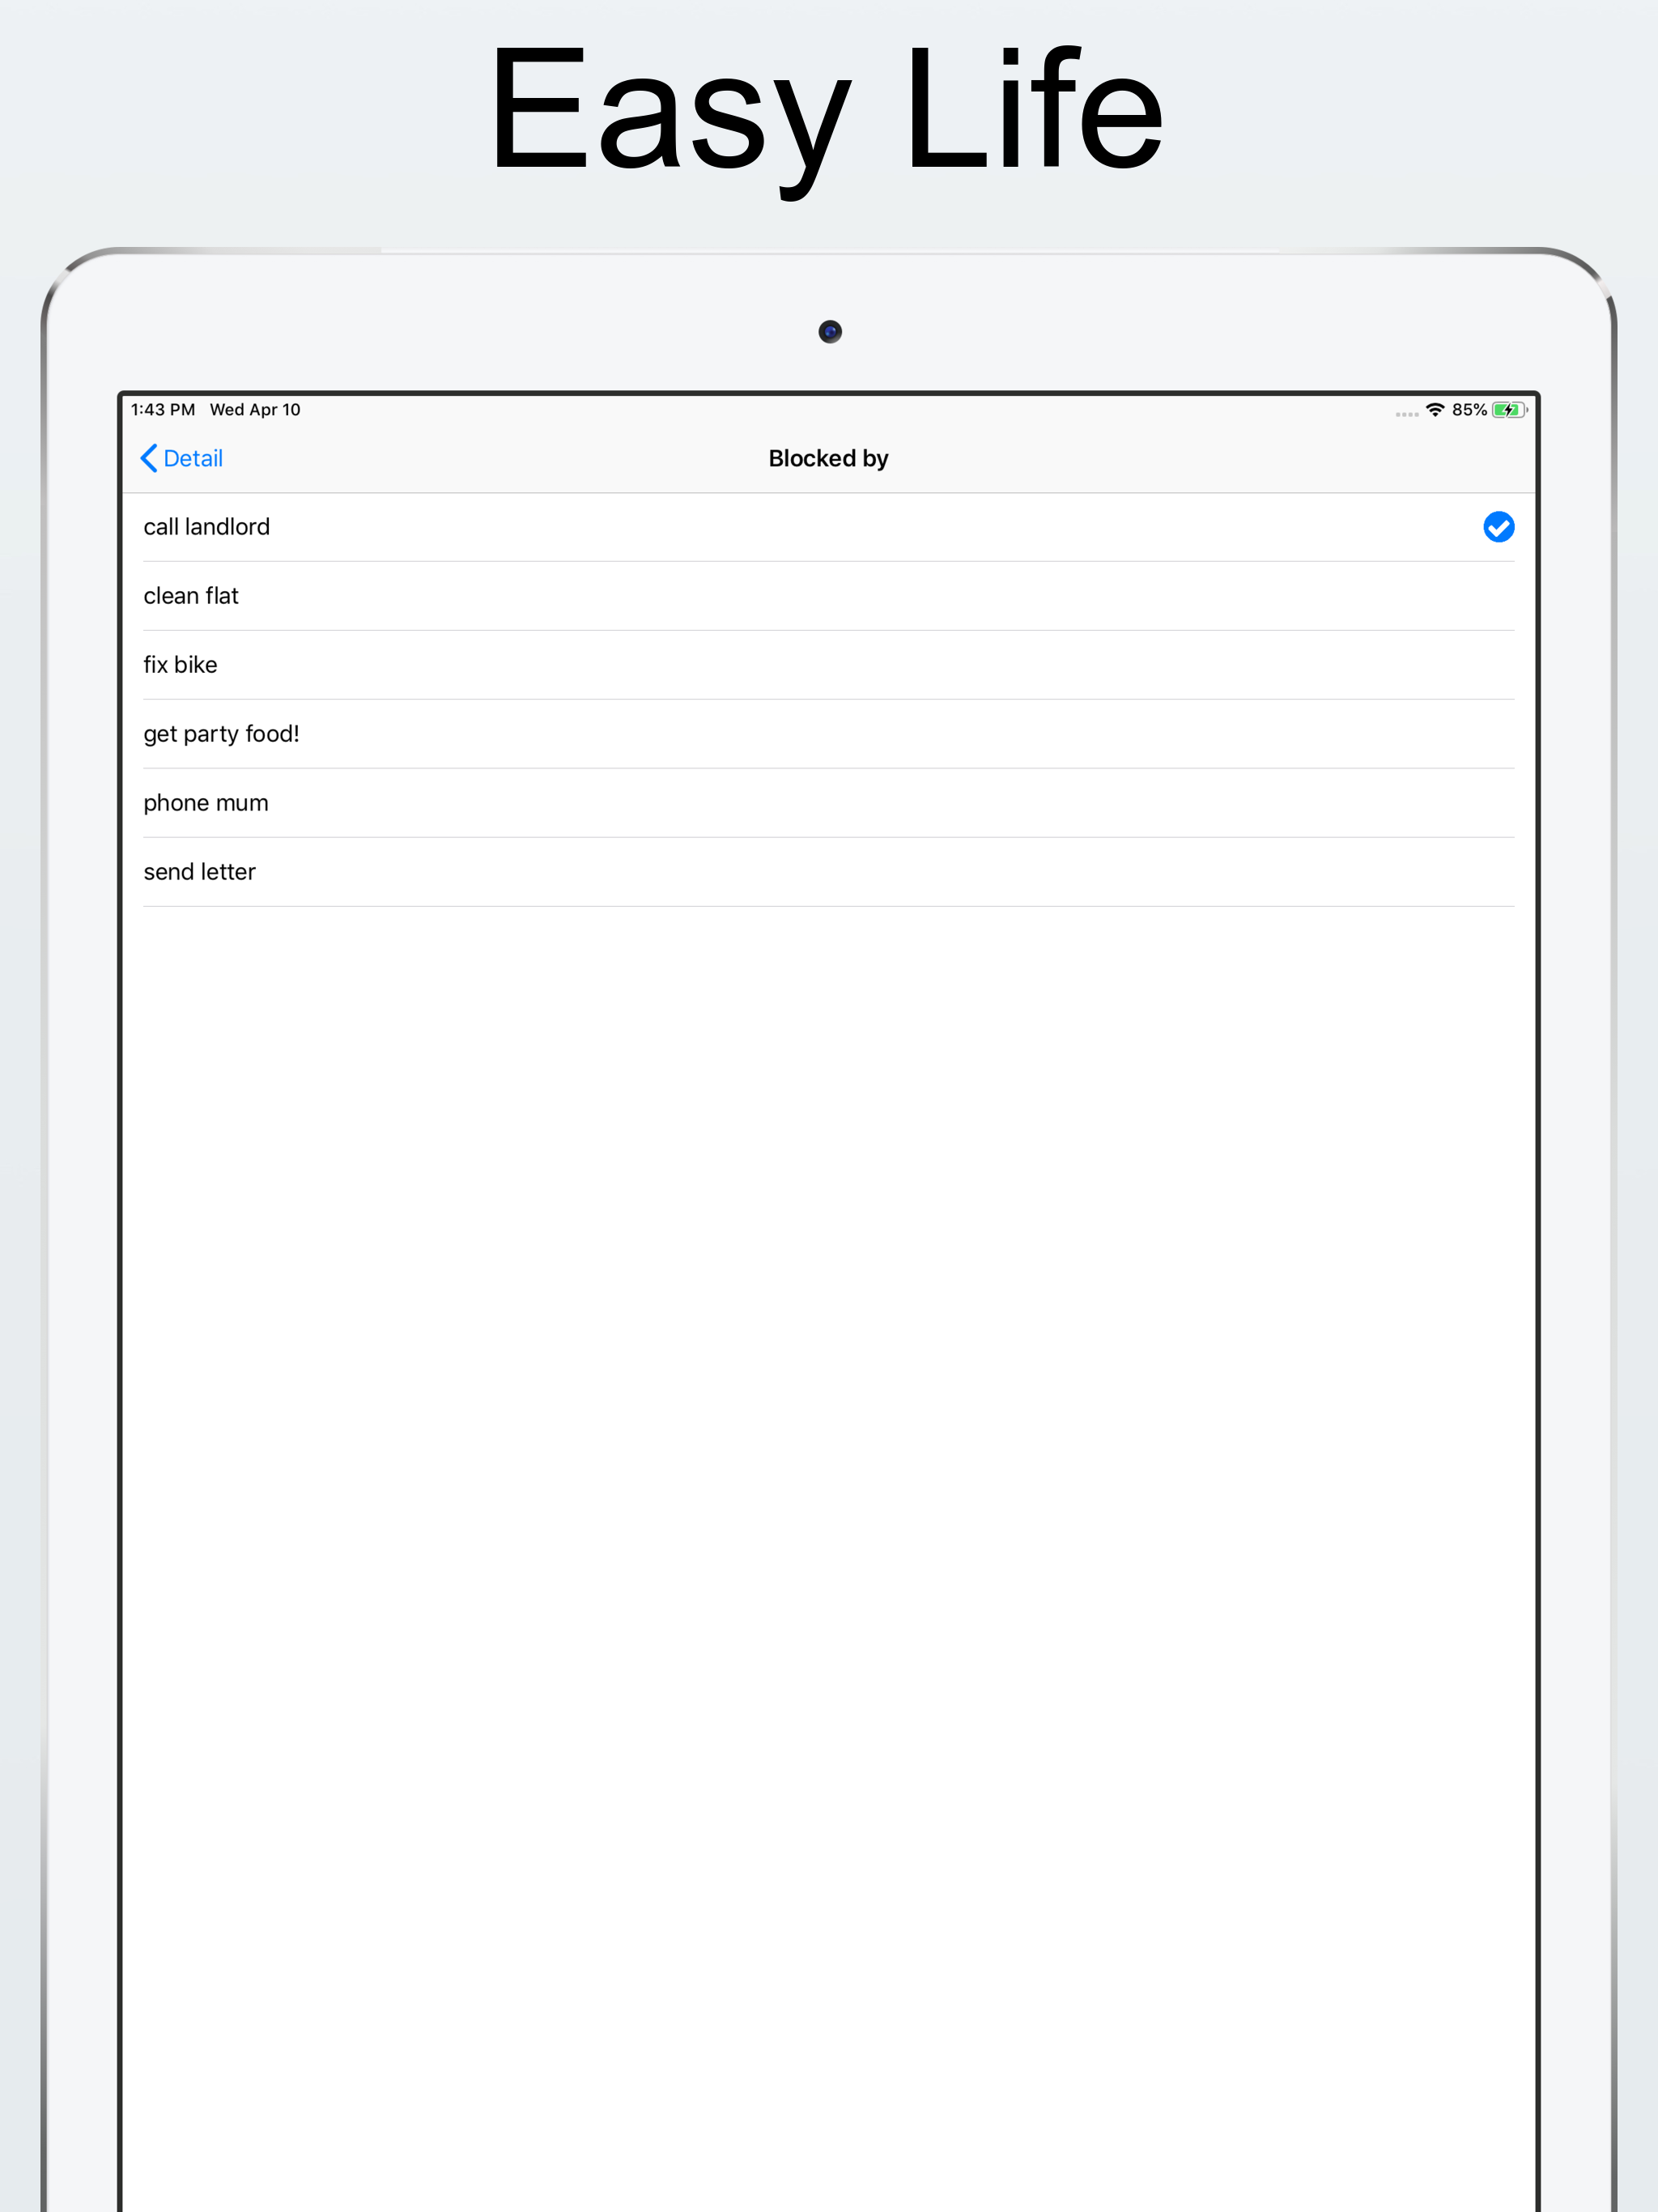 Easy Life
1:43 PM Wed Apr 10 85%
Detail Blocked by
call landlord
clean flat
fix bike
get party food!
phone mum
send letter